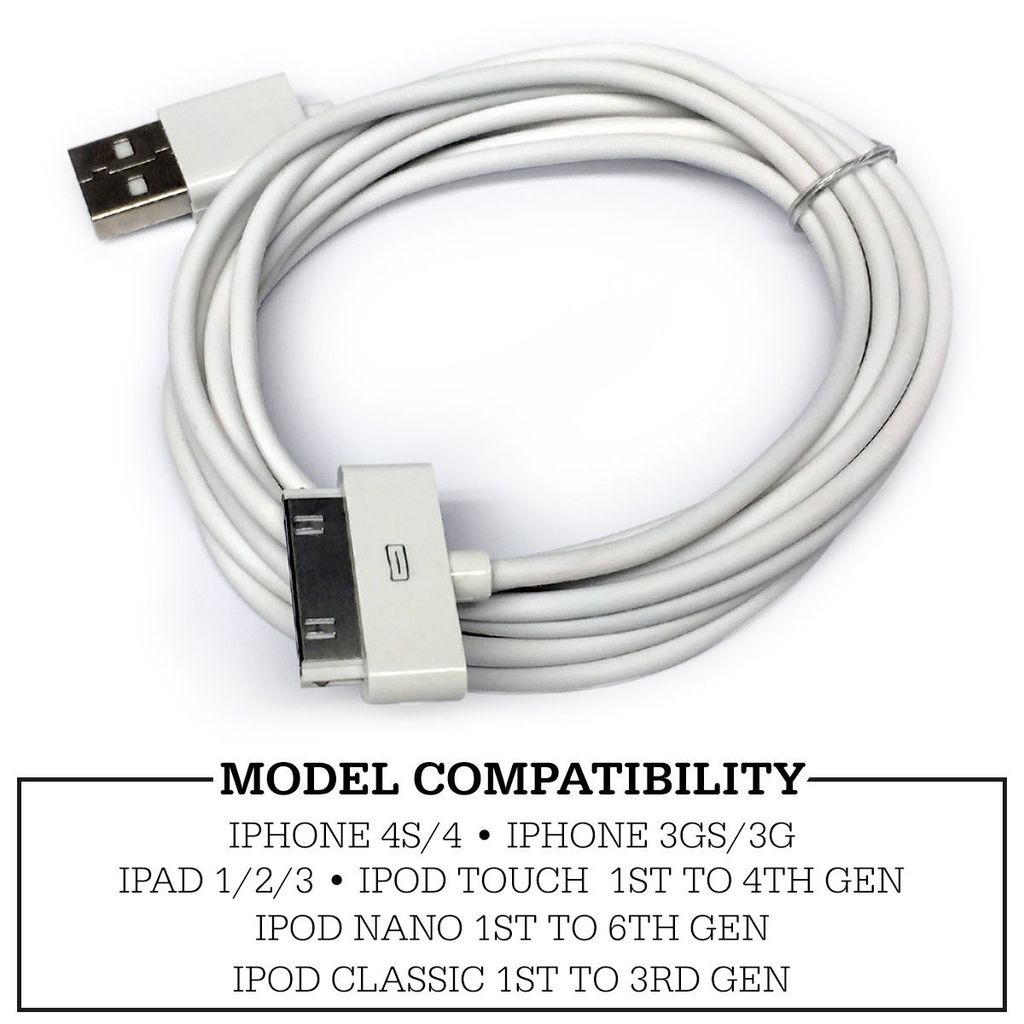 MODEL COMPATIBILITY
IPHONE 4S/4 • IPHONE 3GS/3G
IPAD 1/2/3 • IPOD TOUCH 1ST TO 4TH GEN
IPOD NANO 1ST TO 6TH GEN
IPOD CLASSIC 1ST TO 3RD GEN